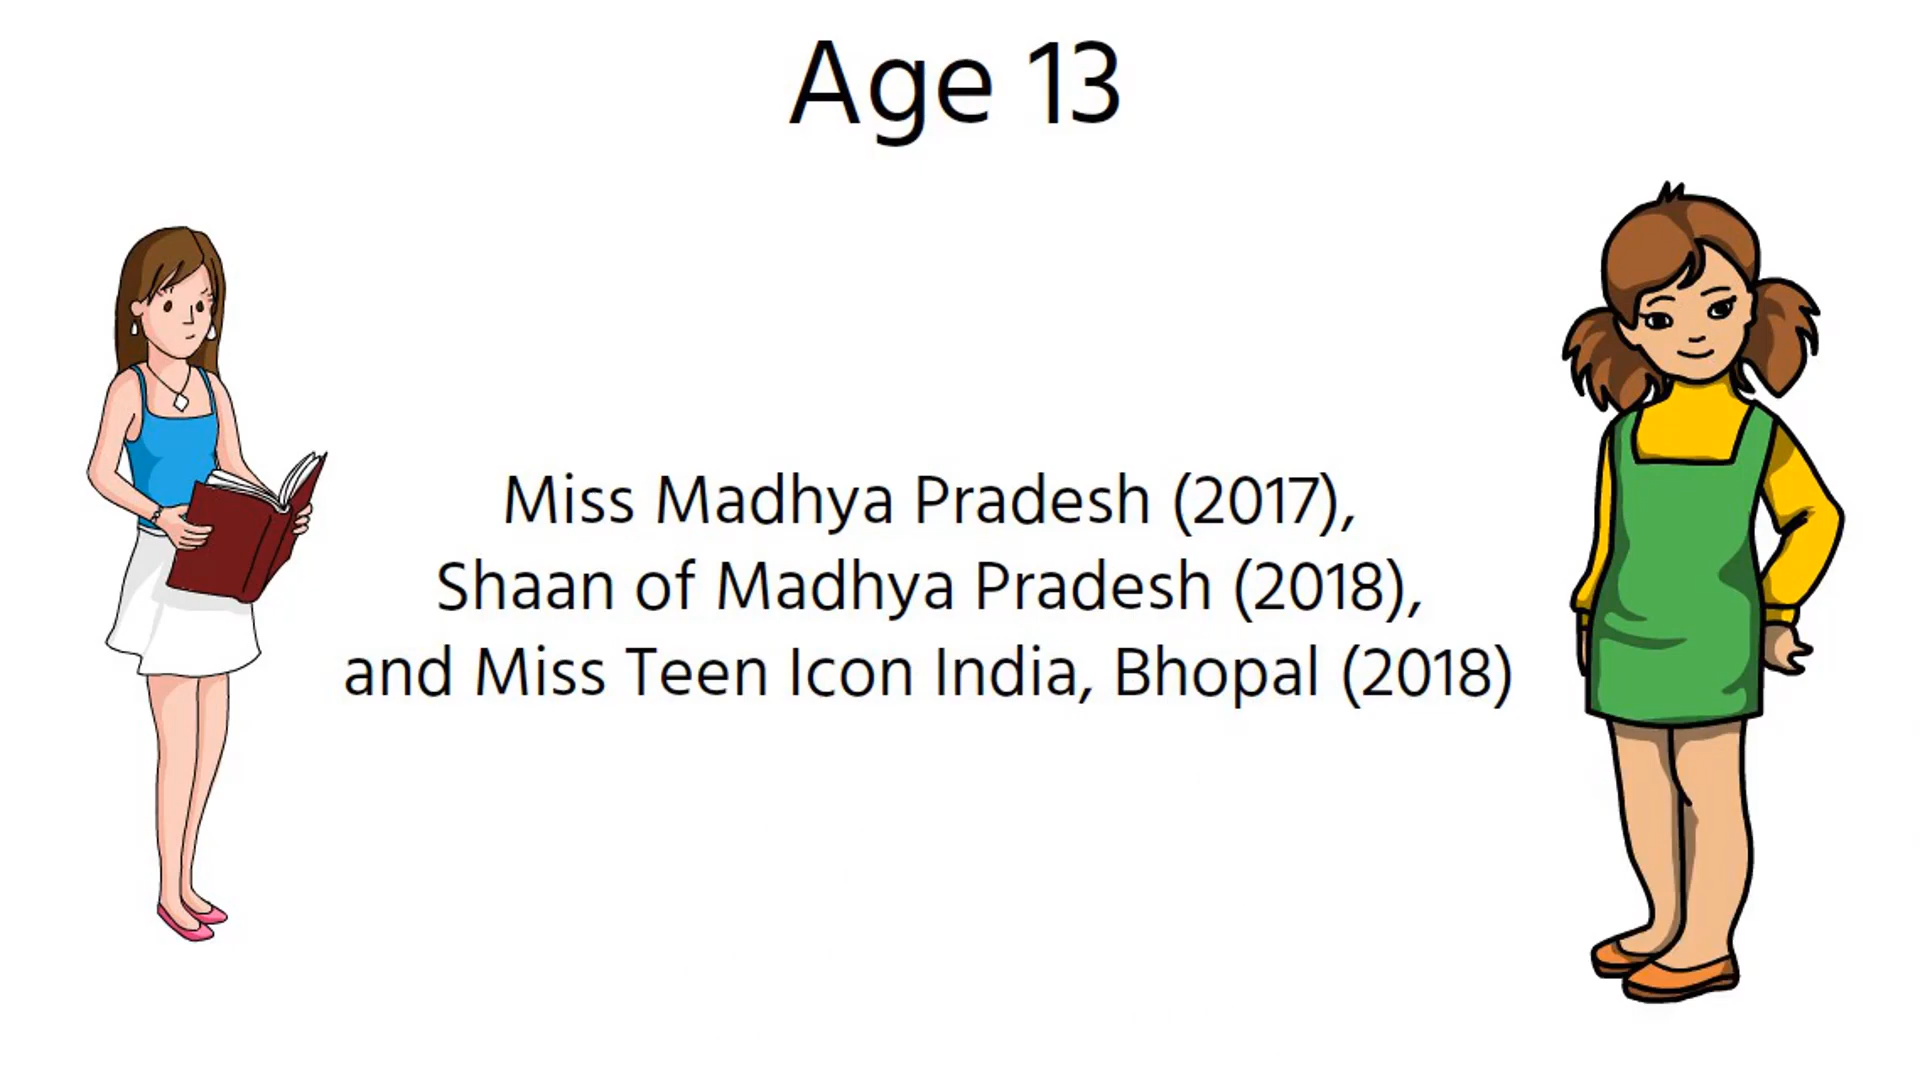 Age 13
Miss Madhya Pradesh (2017),
Shaan of Madhya Pradesh (2018),
and Miss Teen Icon India, Bhopal (2018)